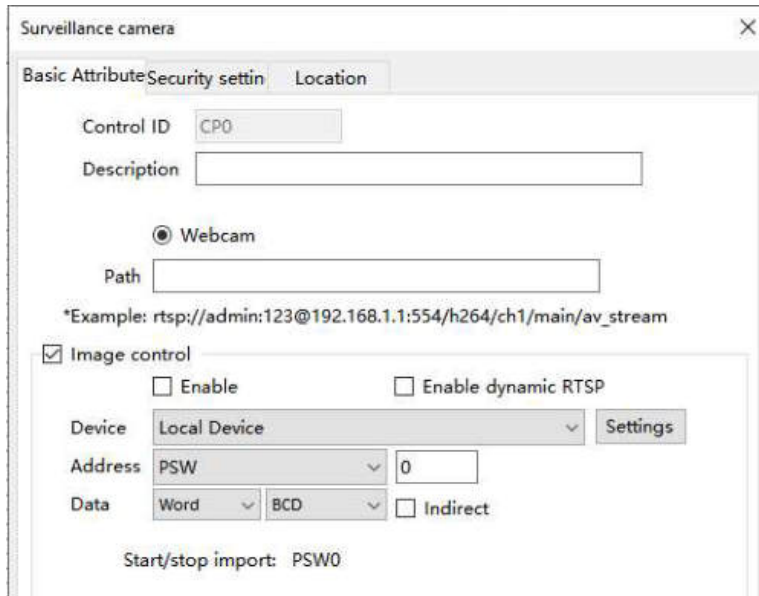 Surveillance camera
Basic Attribute Security settin Location
Control ID CP0
Description
Webcam
Path
*Example: rtsp://admin:123@192.168.1.1:554/h264/ch1/main/av_stream
Image control
Enable Enable dynamic RTSP
Device Local Device Settings
Address PSW 0
Data Word BCD Indirect
Start/stop import: PSW0